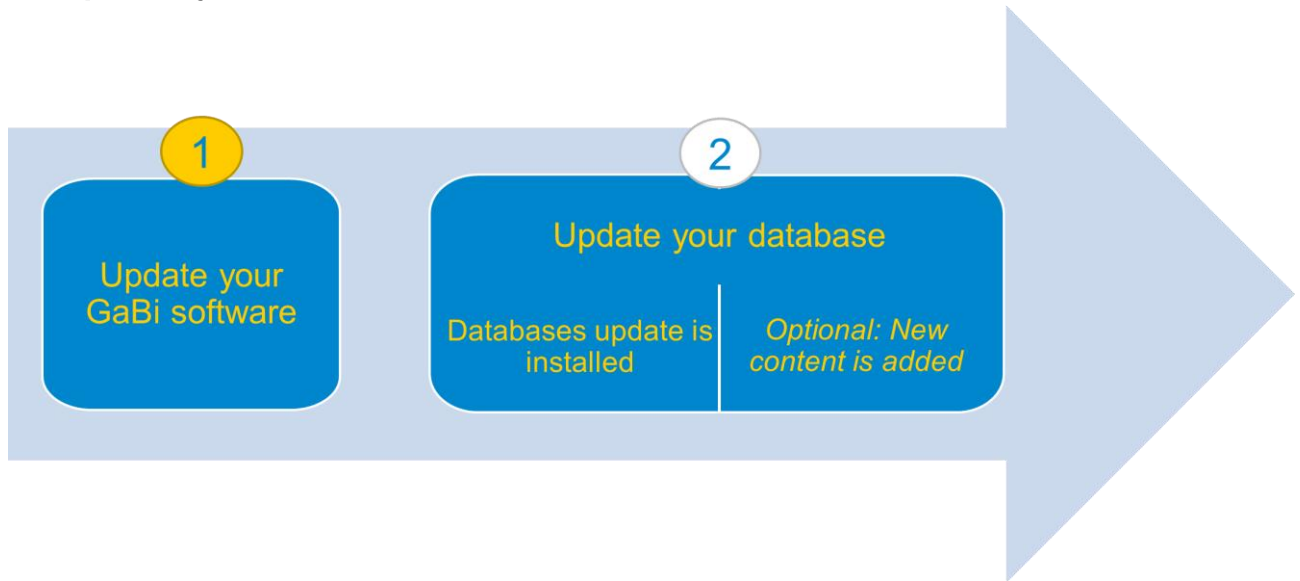 1
2
Update your
GaBi software
Update your database
Databases update is
installed
Optional: New
content is added